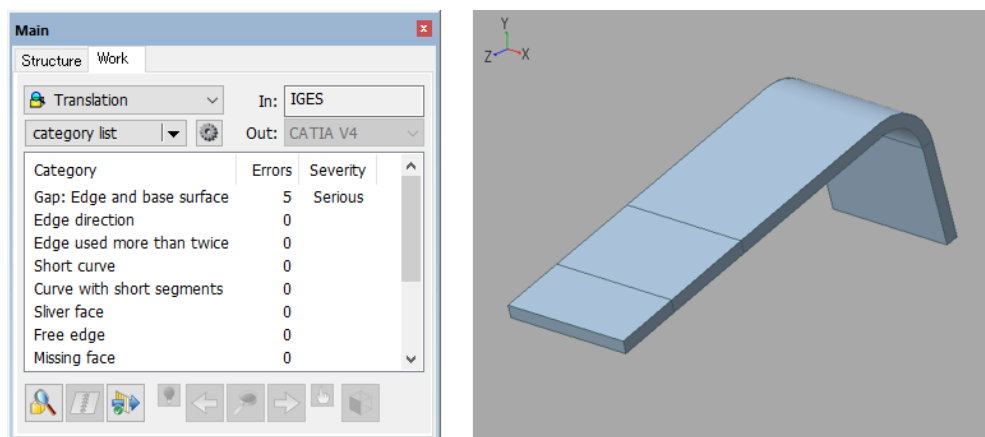 Main
Structure Work
Translation In: IGES
category list Out: CATIA V4
Category Errors Severity
Gap: Edge and base surface 5 Serious
Edge direction 0
Edge used more than twice 0
Short curve 0
Curve with short segments 0
Sliver face 0
Free edge 0
Missing face 0
Y
Z X